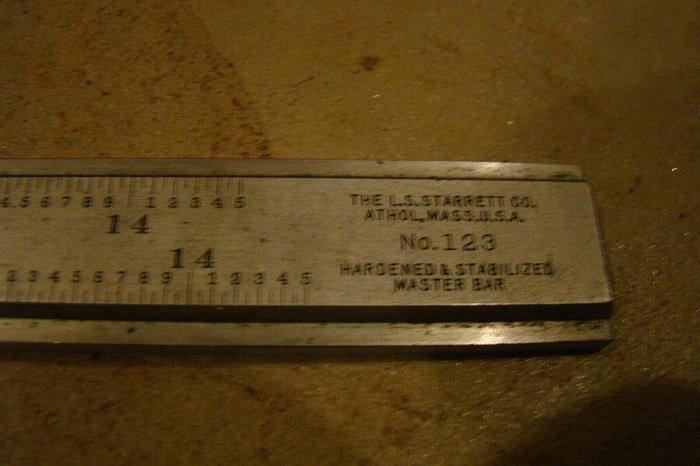 4 5 6 7 8 9 1 2 3 4 5
14
THE L.S. STARRETT CO.
ATHOL, MASS. U.S.A.
No. 123
14
2 3 4 5 6 7 8 9 1 2 3 4 5
HARDENED & STABILIZED
MASTER BAR